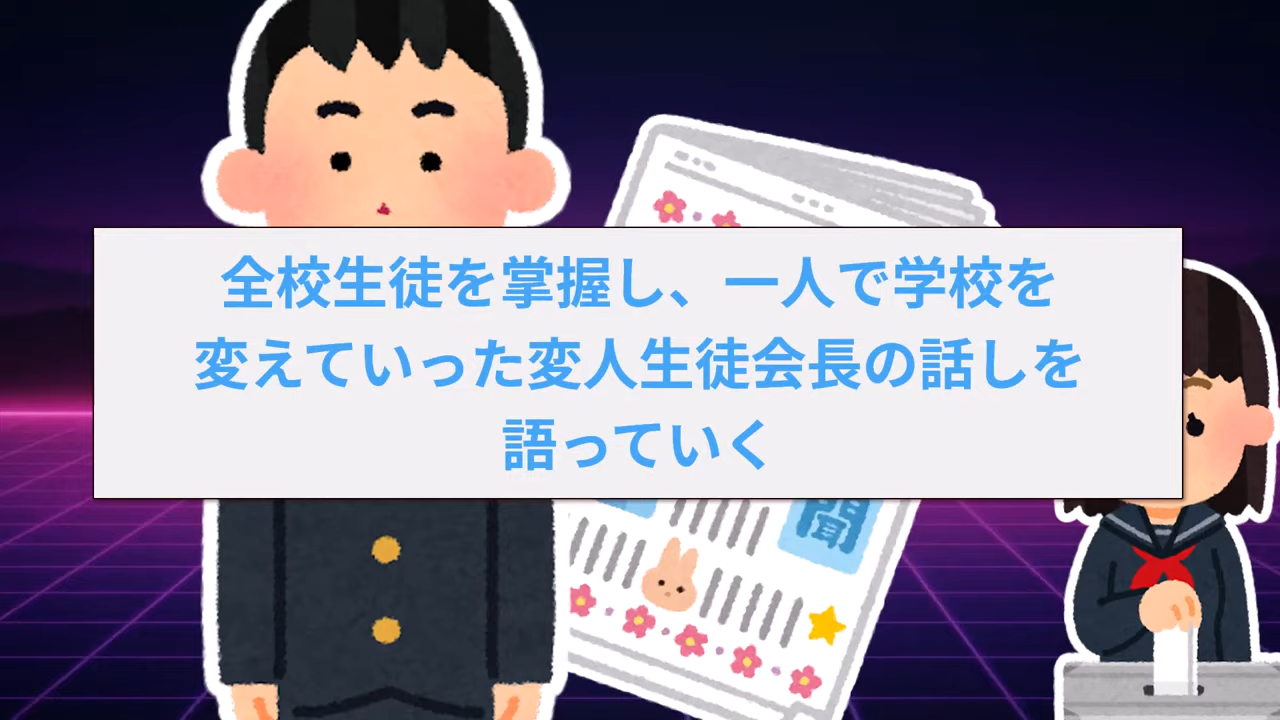 全校生徒を掌握し、一人で学校を
変えていった変人生徒会長の話しを
語っていく
聞